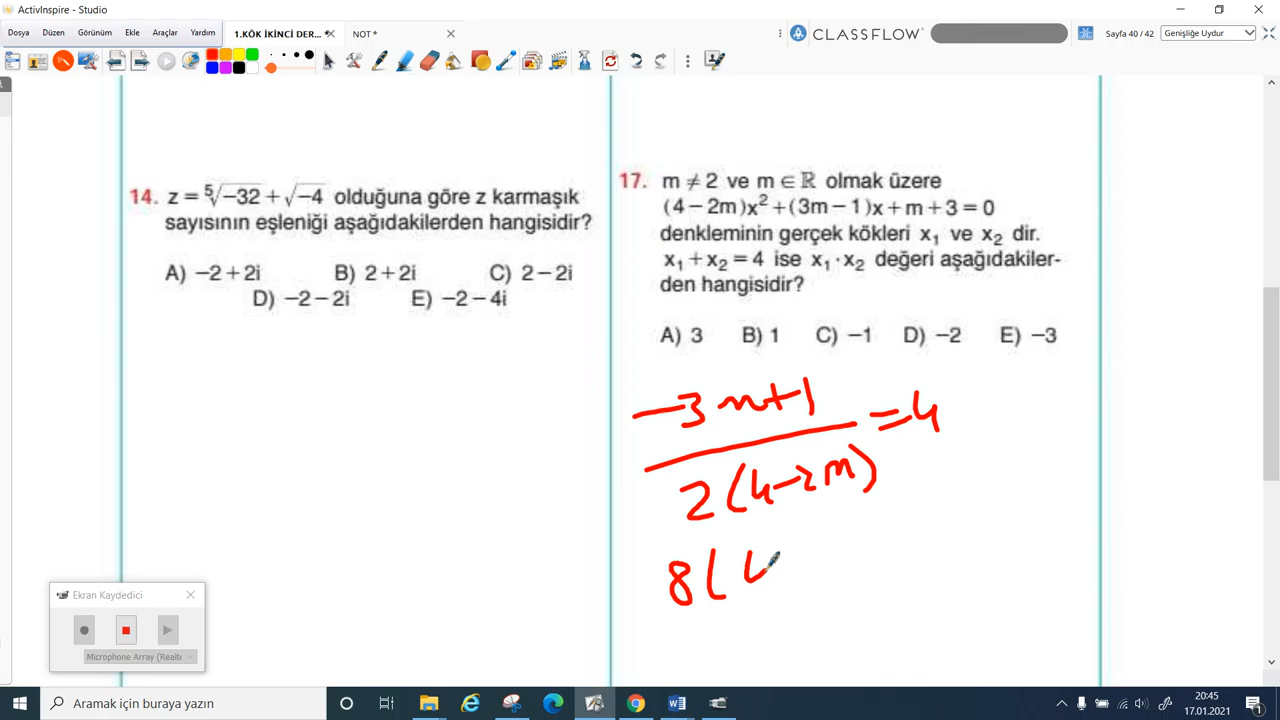 ActivInspire - Studio
Dosya Düzen Görünüm Ekle Araçlar Yardım
1.KÖK İKİNCİ DER...
NOT *
CLASSFLOW
Sayfa 40 / 42
Genişliğe Uydur
14. z = ⁵√−32 + √−4 olduğuna göre z karmaşık
sayısının eşleniği aşağıdakilerden hangisidir?
A) −2 + 2i B) 2 + 2i C) 2 − 2i
D) −2 − 2i E) −2 − 4i
17. m ≠ 2 ve m ∈ ℝ olmak üzere
(4 − 2m)x² + (3m − 1)x + m + 3 = 0
denkleminin gerçek kökleri x₁ ve x₂ dir.
x₁ + x₂ = 4 ise x₁ · x₂ değeri aşağıdakiler-
den hangisidir?
A) 3 B) 1 C) −1 D) −2 E) −3
−3m+1
= 4
2(4−2m)
8(
Ekran Kaydedici
Microphone Array (Realt
Aramak için buraya yazın
20:45
17.01.2021